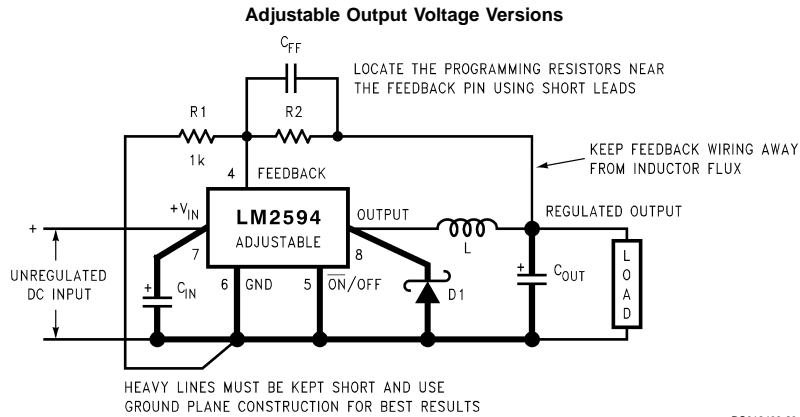 Adjustable Output Voltage Versions
CFF
LOCATE THE PROGRAMMING RESISTORS NEAR
THE FEEDBACK PIN USING SHORT LEADS
R1
R2
1k
4
FEEDBACK
KEEP FEEDBACK WIRING AWAY
FROM INDUCTOR FLUX
+VIN
LM2594
ADJUSTABLE
OUTPUT
REGULATED OUTPUT
7
8
L
+
UNREGULATED
DC INPUT
+
CIN
6
GND
5
ON/OFF
D1
+
COUT
LOAD
HEAVY LINES MUST BE KEPT SHORT AND USE
GROUND PLANE CONSTRUCTION FOR BEST RESULTS